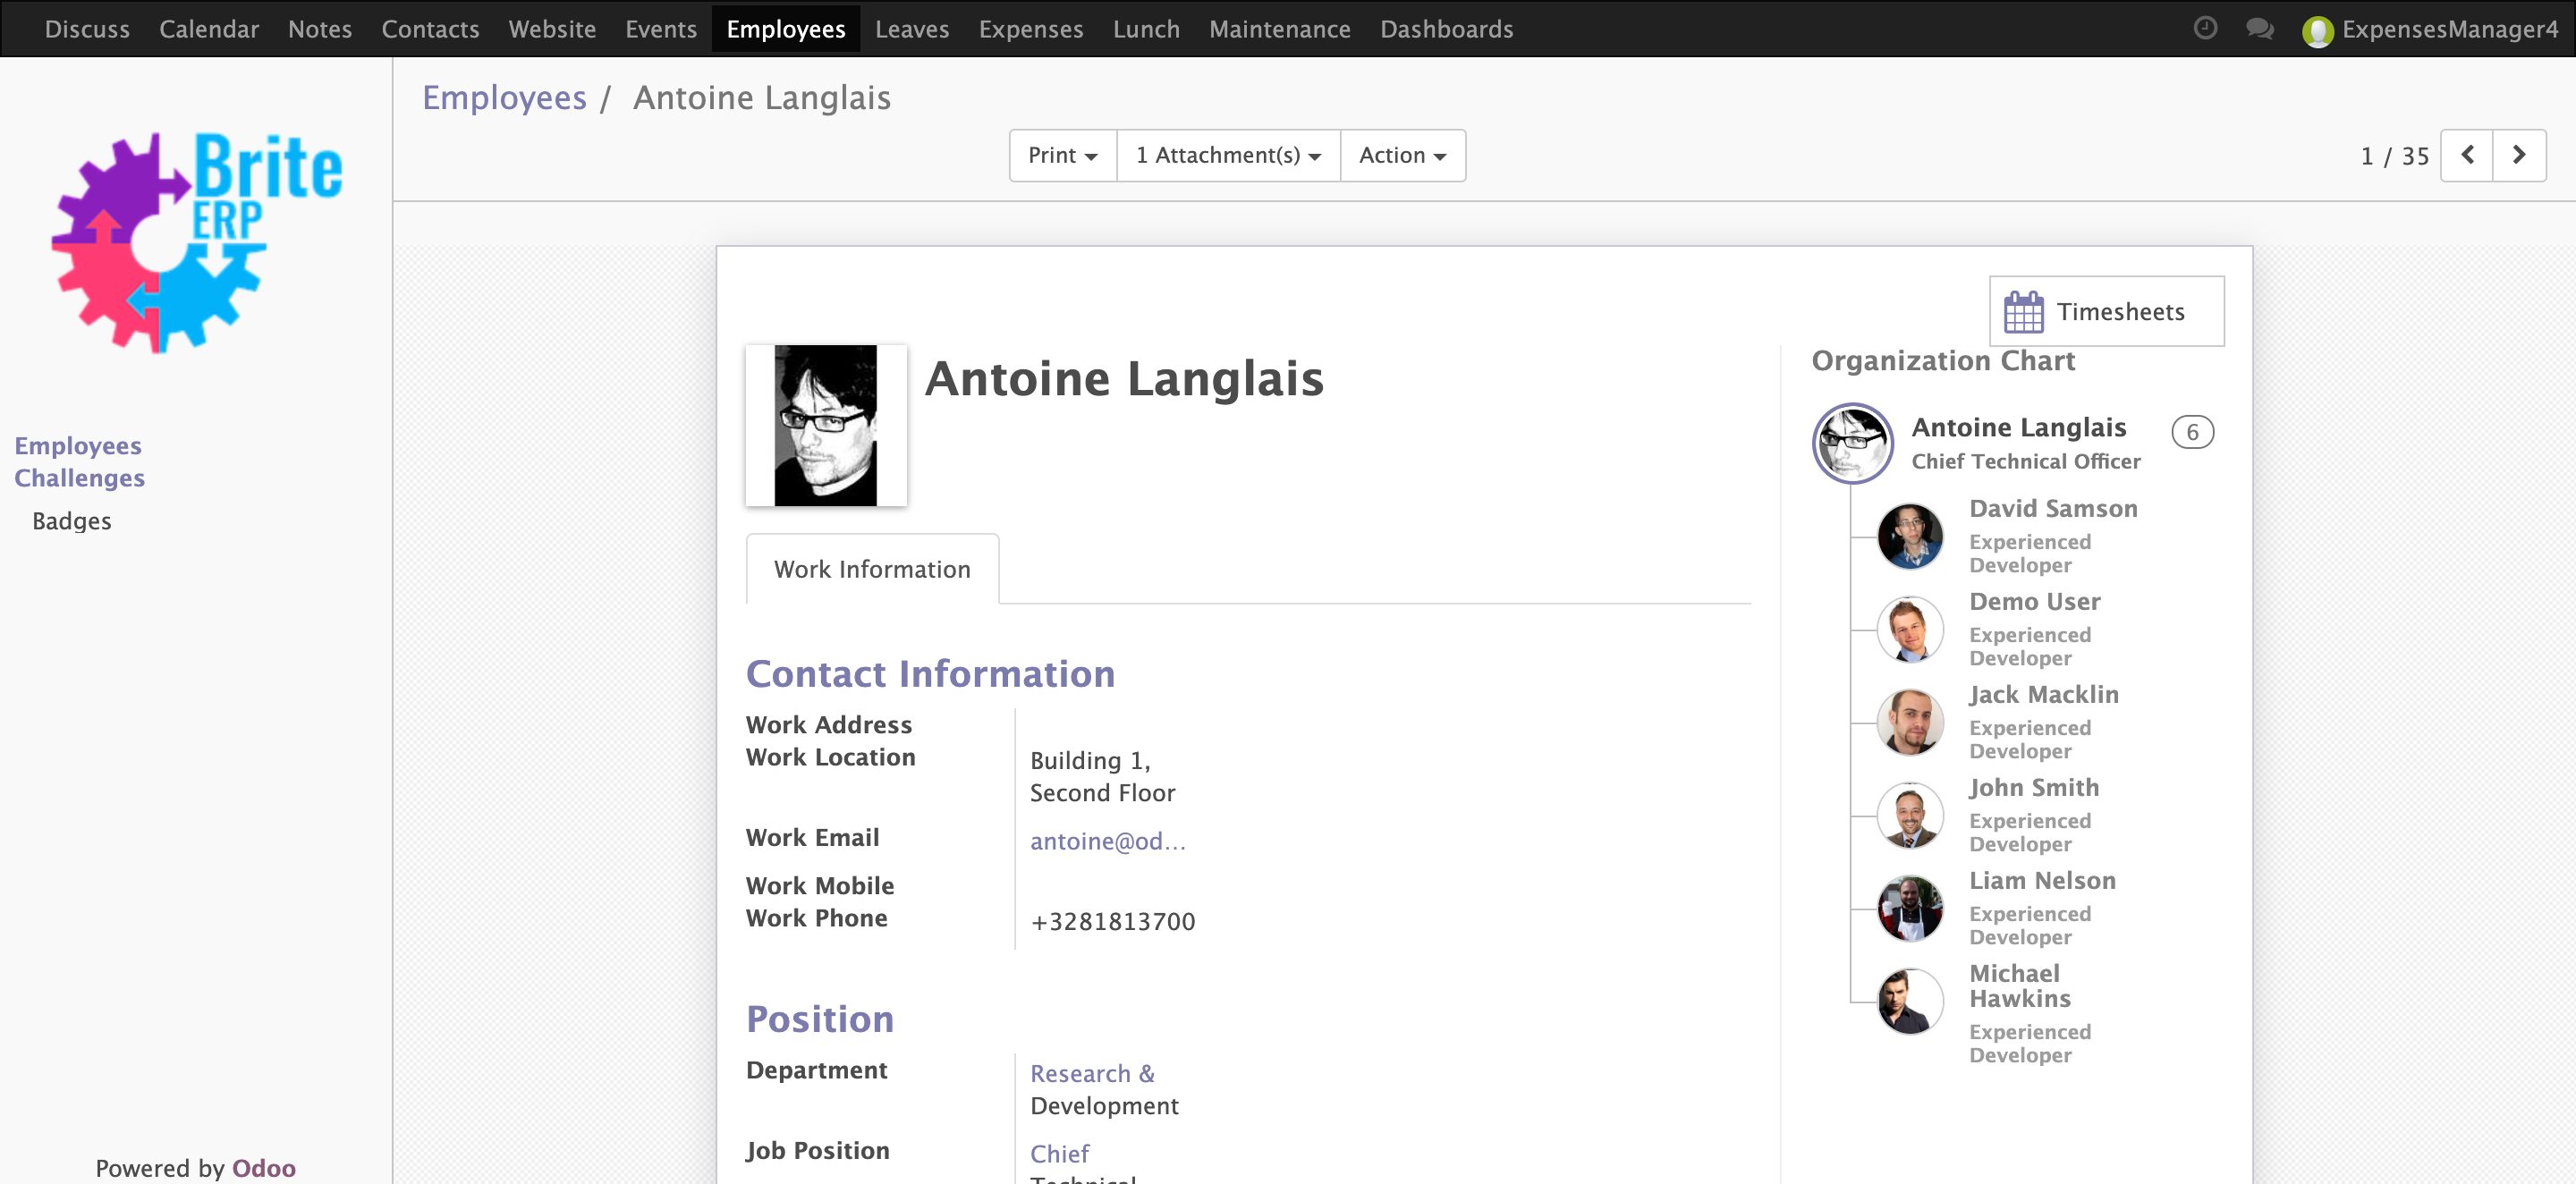 Discuss Calendar Notes Contacts Website Events Employees Leaves Expenses Lunch Maintenance Dashboards ExpensesManager4
Brite
ERP
Employees
Challenges
Badges
Powered by Odoo
Employees / Antoine Langlais
Print 1 Attachment(s) Action
1 / 35
Timesheets
Antoine Langlais
Work Information
Contact Information
Work Address
Work Location Building 1,
Second Floor
Work Email antoine@od...
Work Mobile
Work Phone +3281813700
Position
Department Research &
Development
Job Position Chief
Technical
Organization Chart
Antoine Langlais 6
Chief Technical Officer
David Samson
Experienced
Developer
Demo User
Experienced
Developer
Jack Macklin
Experienced
Developer
John Smith
Experienced
Developer
Liam Nelson
Experienced
Developer
Michael
Hawkins
Experienced
Developer